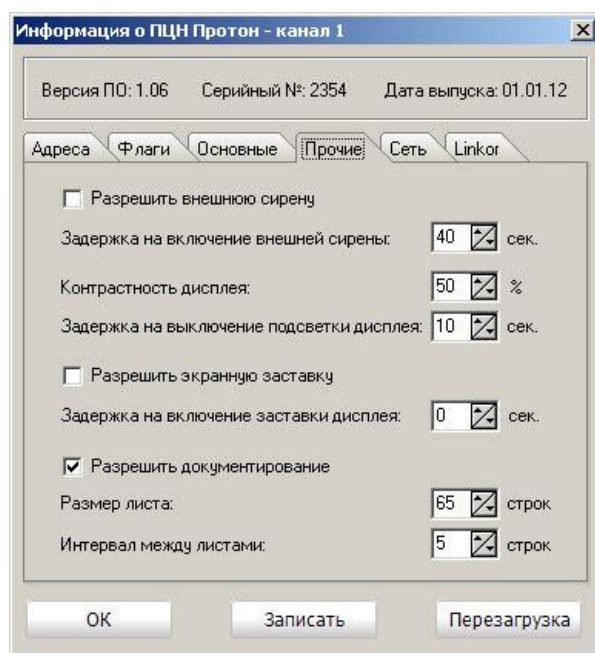 Информация о ПЦН Протон - канал 1
Версия ПО: 1.06 Серийный №: 2354 Дата выпуска: 01.01.12
Адреса Флаги Основные Прочие Сеть Linkor
Разрешить внешнюю сирену
Задержка на включение внешней сирены: 40 сек.
Контрастность дисплея: 50 %
Задержка на выключение подсветки дисплея: 10 сек.
Разрешить экранную заставку
Задержка на включение заставки дисплея: 0 сек.
Разрешить документирование
Размер листа: 65 строк
Интервал между листами: 5 строк
ОК Записать Перезагрузка